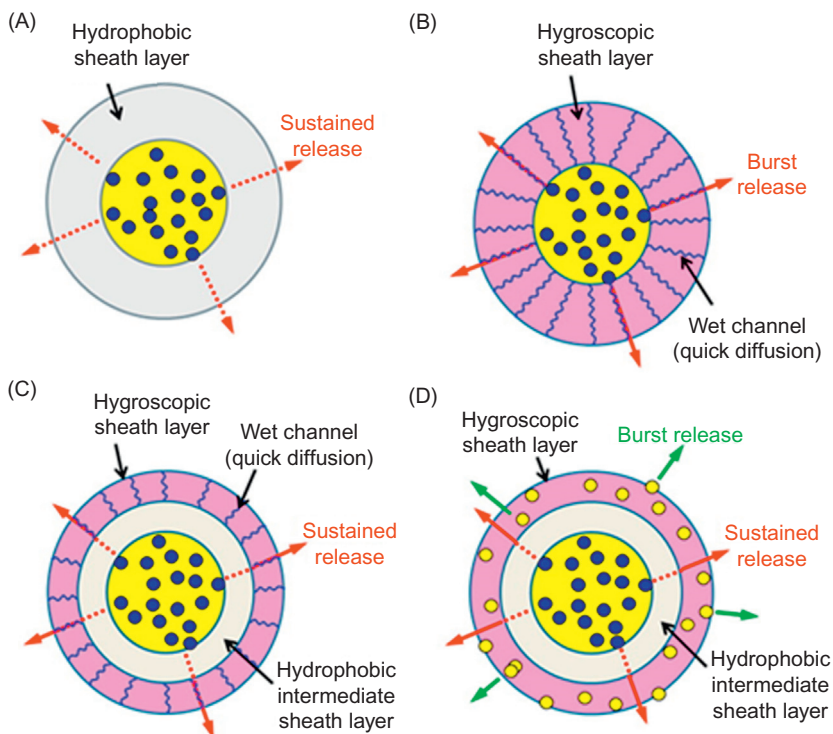 (A)
Hydrophobic
sheath layer
Sustained
release
(B)
Hygroscopic
sheath layer
Burst
release
Wet channel
(quick diffusion)
(C)
Hygroscopic
sheath layer
Wet channel
(quick diffusion)
Sustained
release
Hydrophobic
intermediate
sheath layer
(D)
Hygroscopic
sheath layer
Burst release
Sustained
release
Hydrophobic
intermediate
sheath layer